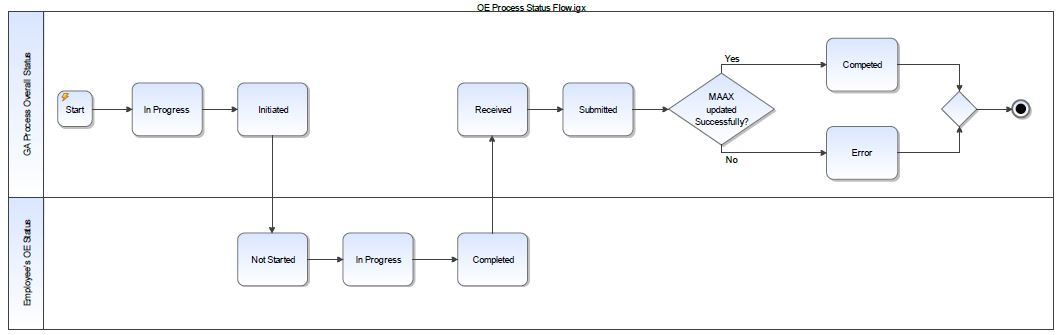 OE Process Status Flow.igx
GA Process Overall Status
Start
In Progress
Initiated
Received
Submitted
MAAX
updated
Successfully?
Yes
No
Competed
Error
Employee's OE Status
Not Started
In Progress
Completed